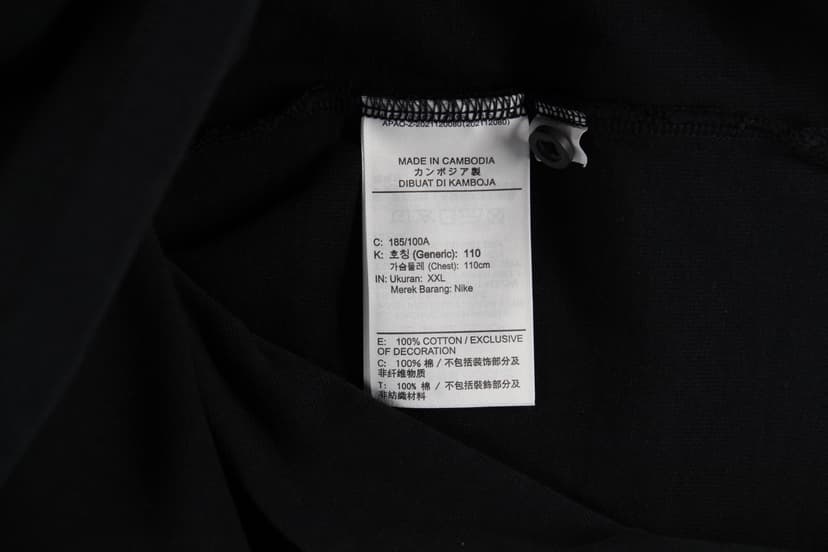 APAO-Z-2021120080(202112080)
MADE IN CAMBODIA
カンボジア製
DIBUAT DI KAMBOJA
C: 185/100A
K: 호칭 (Generic): 110
가슴둘레 (Chest): 110cm
IN: Ukuran: XXL
Merek Barang: Nike
E: 100% COTTON / EXCLUSIVE
OF DECORATION
C: 100% 棉 / 不包括装饰部分及
非纤维物质
T: 100% 棉 / 不包括裝飾部分及
非紡織材料